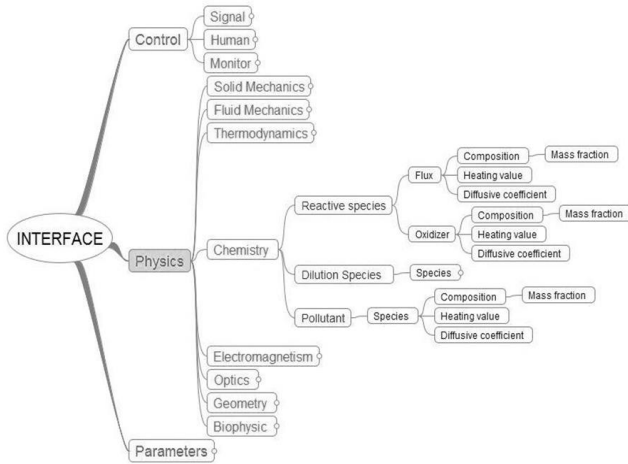 INTERFACE
Control
Signal
Human
Monitor
Physics
Solid Mechanics
Fluid Mechanics
Thermodynamics
Chemistry
Reactive species
Flux
Composition
Mass fraction
Heating value
Diffusive coefficient
Oxidizer
Composition
Mass fraction
Heating value
Diffusive coefficient
Dilution Species
Species
Pollutant
Species
Composition
Mass fraction
Heating value
Diffusive coefficient
Electromagnetism
Optics
Geometry
Biophysic
Parameters